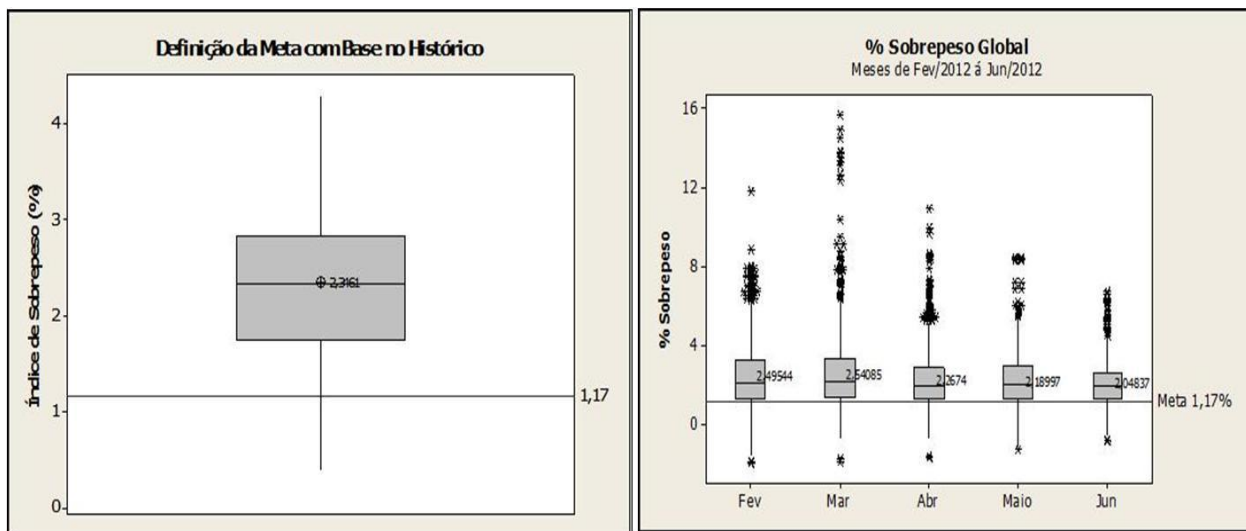 Definição da Meta com Base no Histórico
Índice de Sobrepeso (%)
4
3
2
1
0
2,3461
1,17
% Sobrepeso Global
Meses de Fev/2012 á Jun/2012
% Sobrepeso
16
12
8
4
0
2,49544
2,54085
2,2674
2,18997
2,04837
Meta 1,17%
Fev Mar Abr Maio Jun